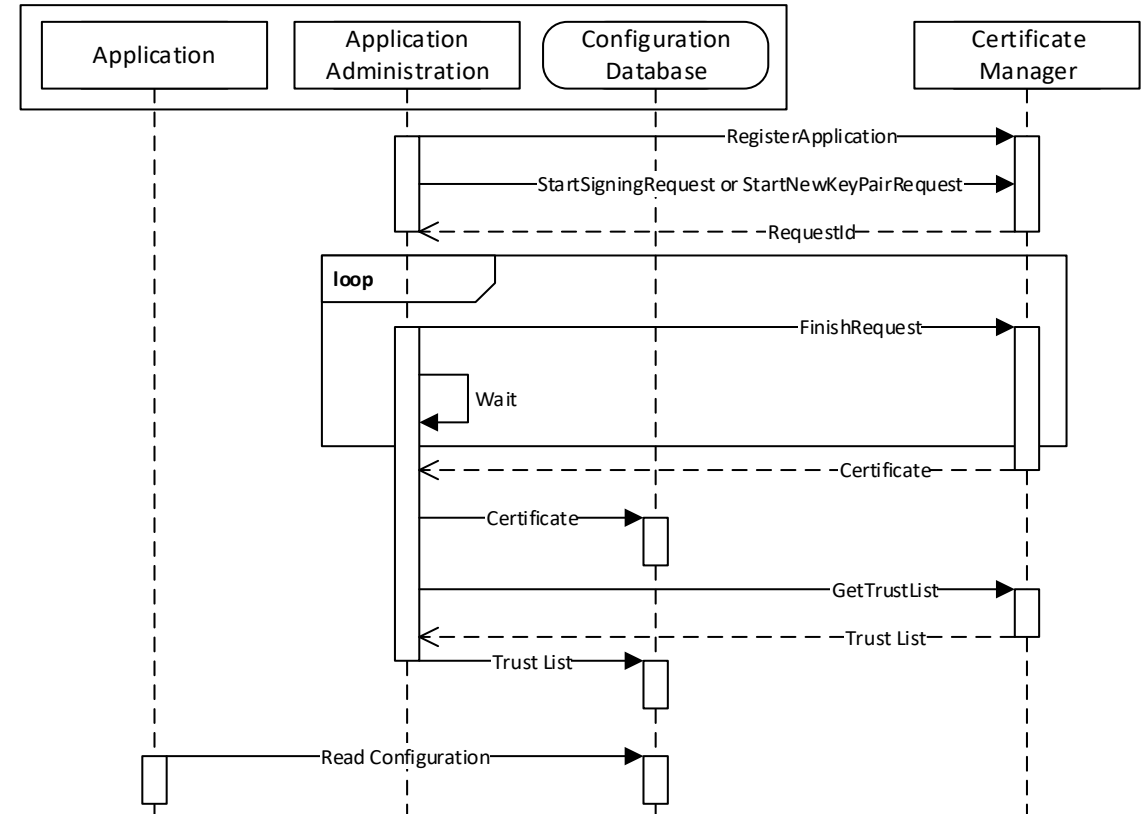 Application
Application
Administration
Configuration
Database
Certificate
Manager
RegisterApplication
StartSigningRequest or StartNewKeyPairRequest
RequestId
loop
FinishRequest
Wait
Certificate
Certificate
GetTrustList
Trust List
Trust List
Read Configuration